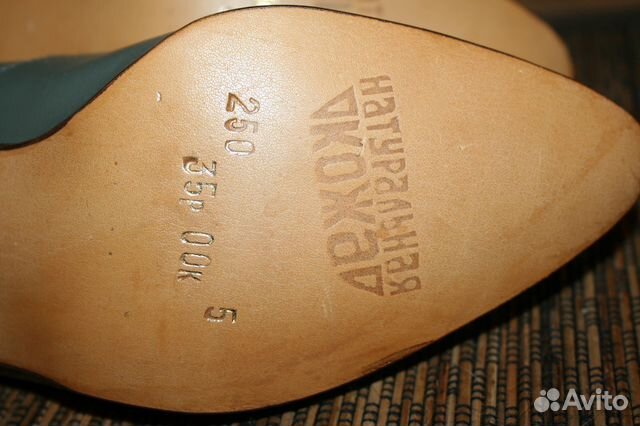 натуральная
кожа
250
35р 00к
5
Avito